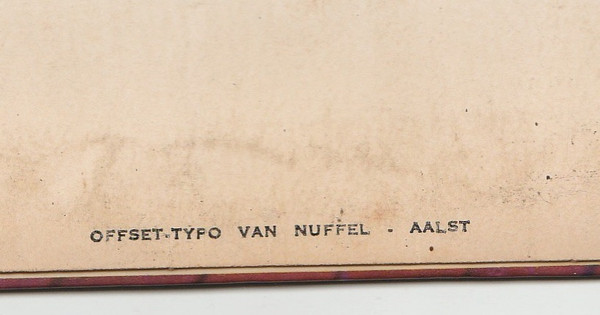 OFFSET-TYPO VAN NUFFEL - AALST